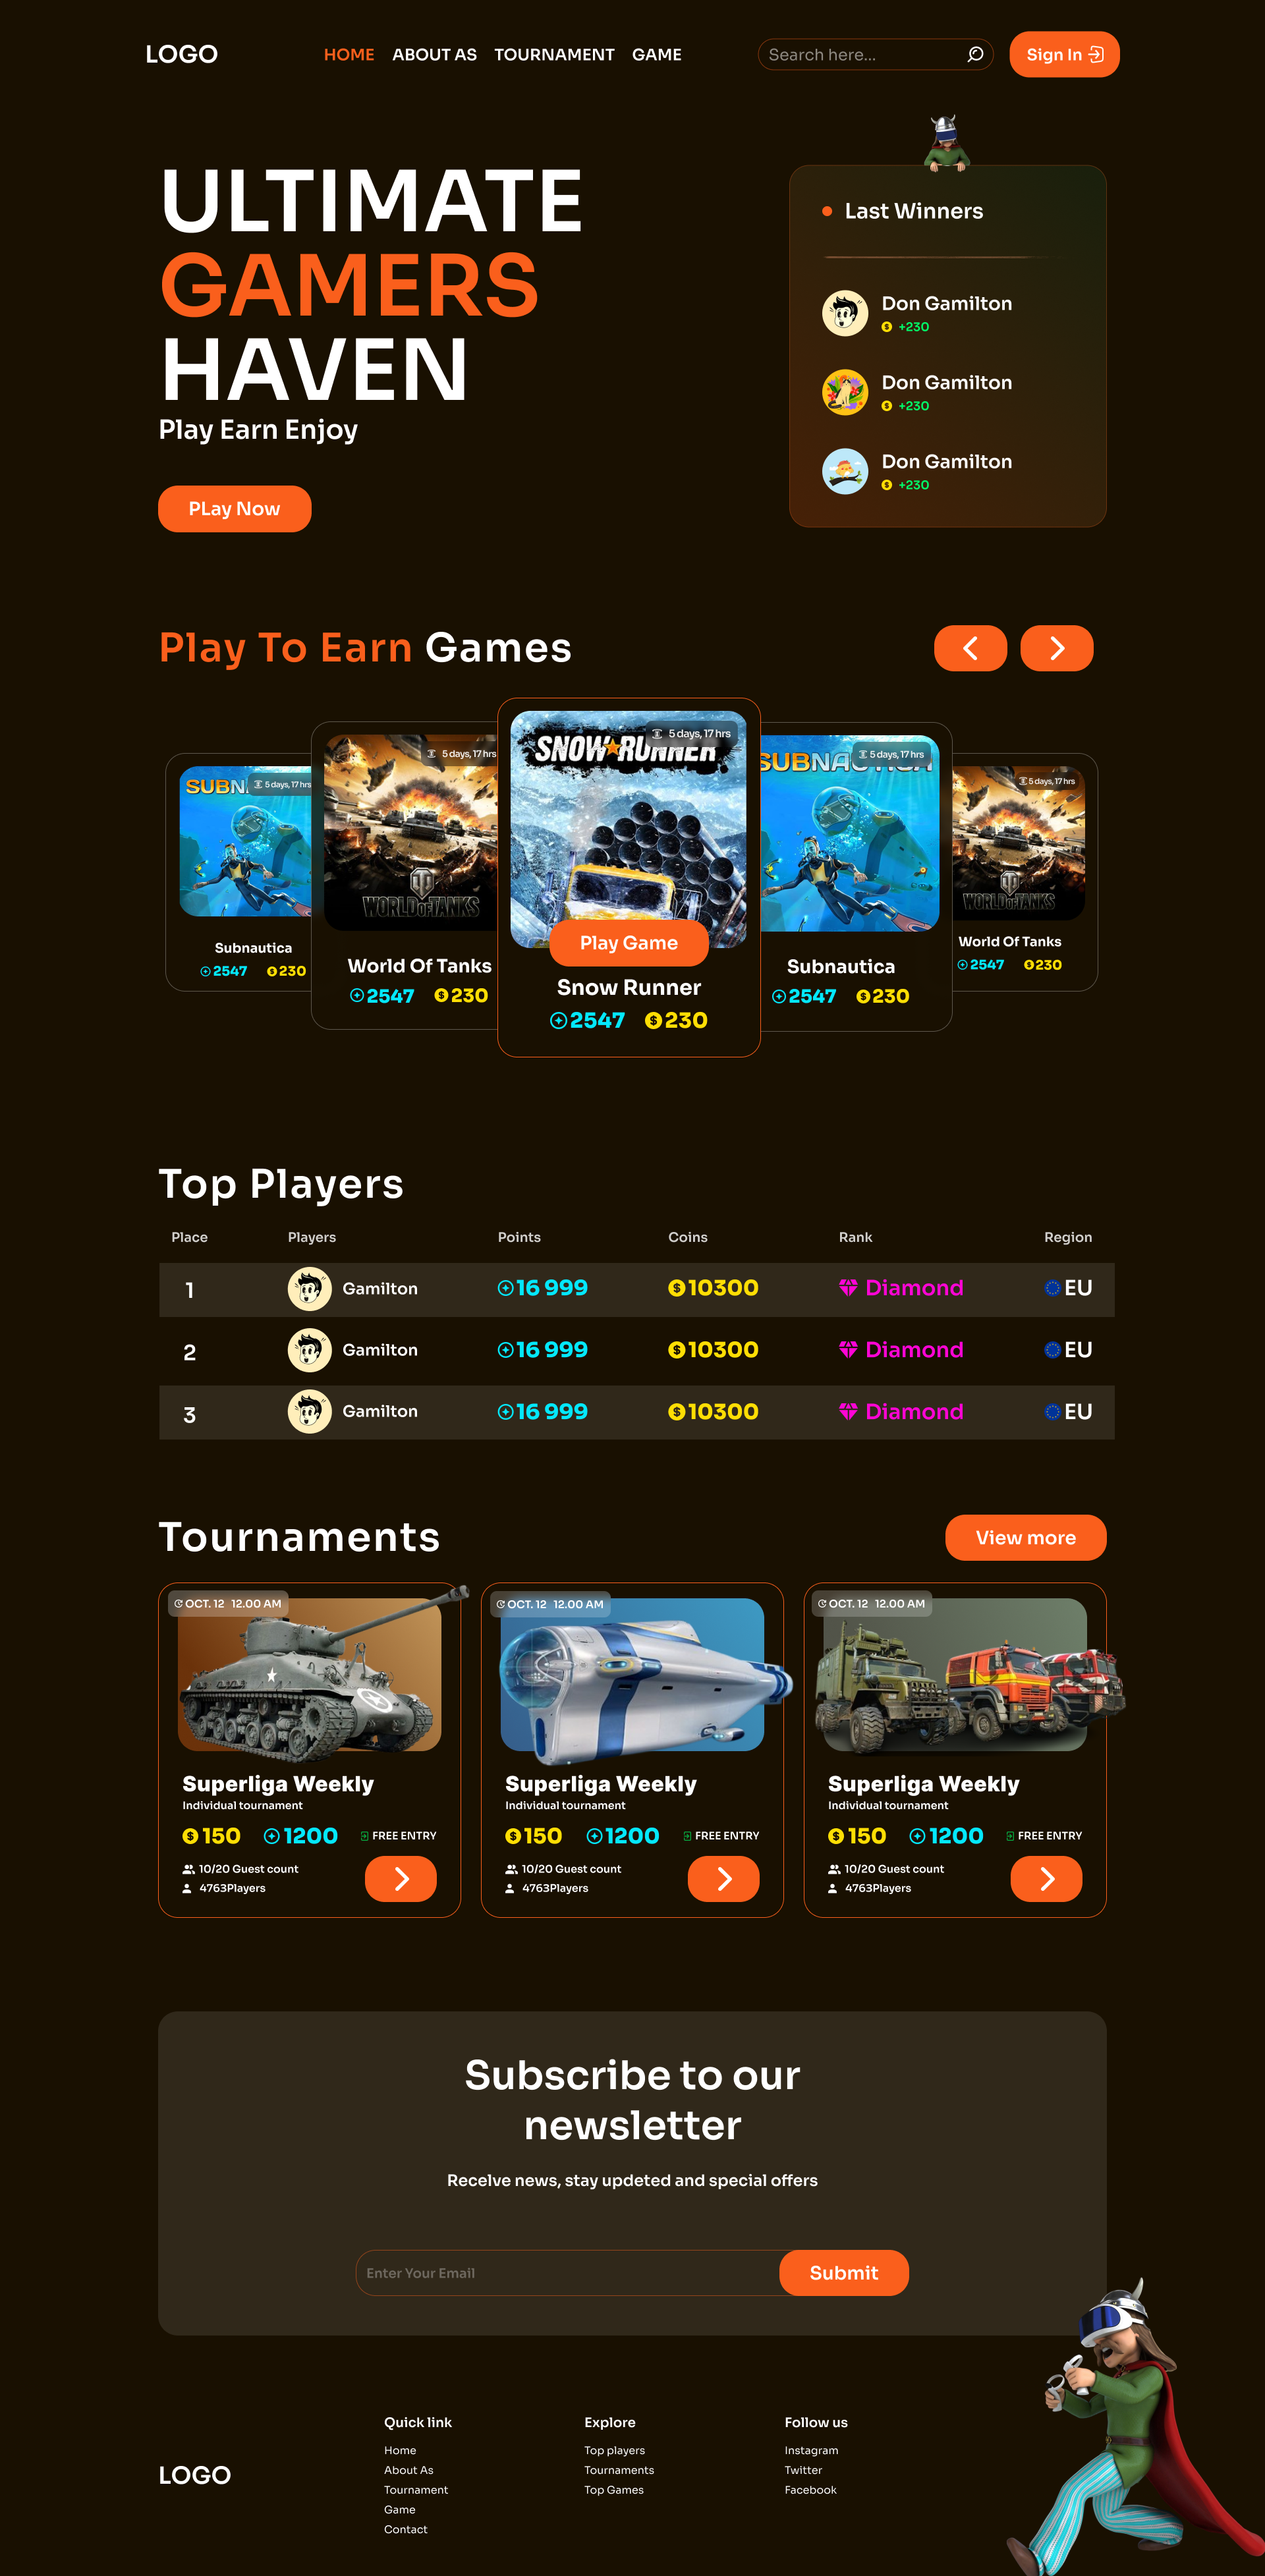 LOGO
HOME ABOUT AS TOURNAMENT GAME
Search here...
Sign In
ULTIMATE
GAMERS
HAVEN
Play Earn Enjoy
PLay Now
Last Winners
Don Gamilton
+230
Don Gamilton
+230
Don Gamilton
+230
Play To Earn Games
SUBN
5 days, 17 hrs
Subnautica
2547 230
5 days, 17 hrs
WORLD OF TANKS
World Of Tanks
2547 230
SNOW RUNNER
5 days, 17 hrs
Play Game
Snow Runner
2547 230
SUBNAUTICA
5 days, 17 hrs
Subnautica
2547 230
5 days, 17 hrs
WORLD OF TANKS
World Of Tanks
2547 230
Top Players
Place Players Points Coins Rank Region
1 Gamilton 16 999 10300 Diamond EU
2 Gamilton 16 999 10300 Diamond EU
3 Gamilton 16 999 10300 Diamond EU
Tournaments
View more
OCT. 12 12.00 AM
Superliga Weekly
Individual tournament
150 1200 FREE ENTRY
10/20 Guest count
4763Players
OCT. 12 12.00 AM
Superliga Weekly
Individual tournament
150 1200 FREE ENTRY
10/20 Guest count
4763Players
OCT. 12 12.00 AM
Superliga Weekly
Individual tournament
150 1200 FREE ENTRY
10/20 Guest count
4763Players
Subscribe to our
newsletter
Recelve news, stay updated and special offers
Enter Your Email
Submit
LOGO
Quick link
Home
About As
Tournament
Game
Contact
Explore
Top players
Tournaments
Top Games
Follow us
Instagram
Twitter
Facebook